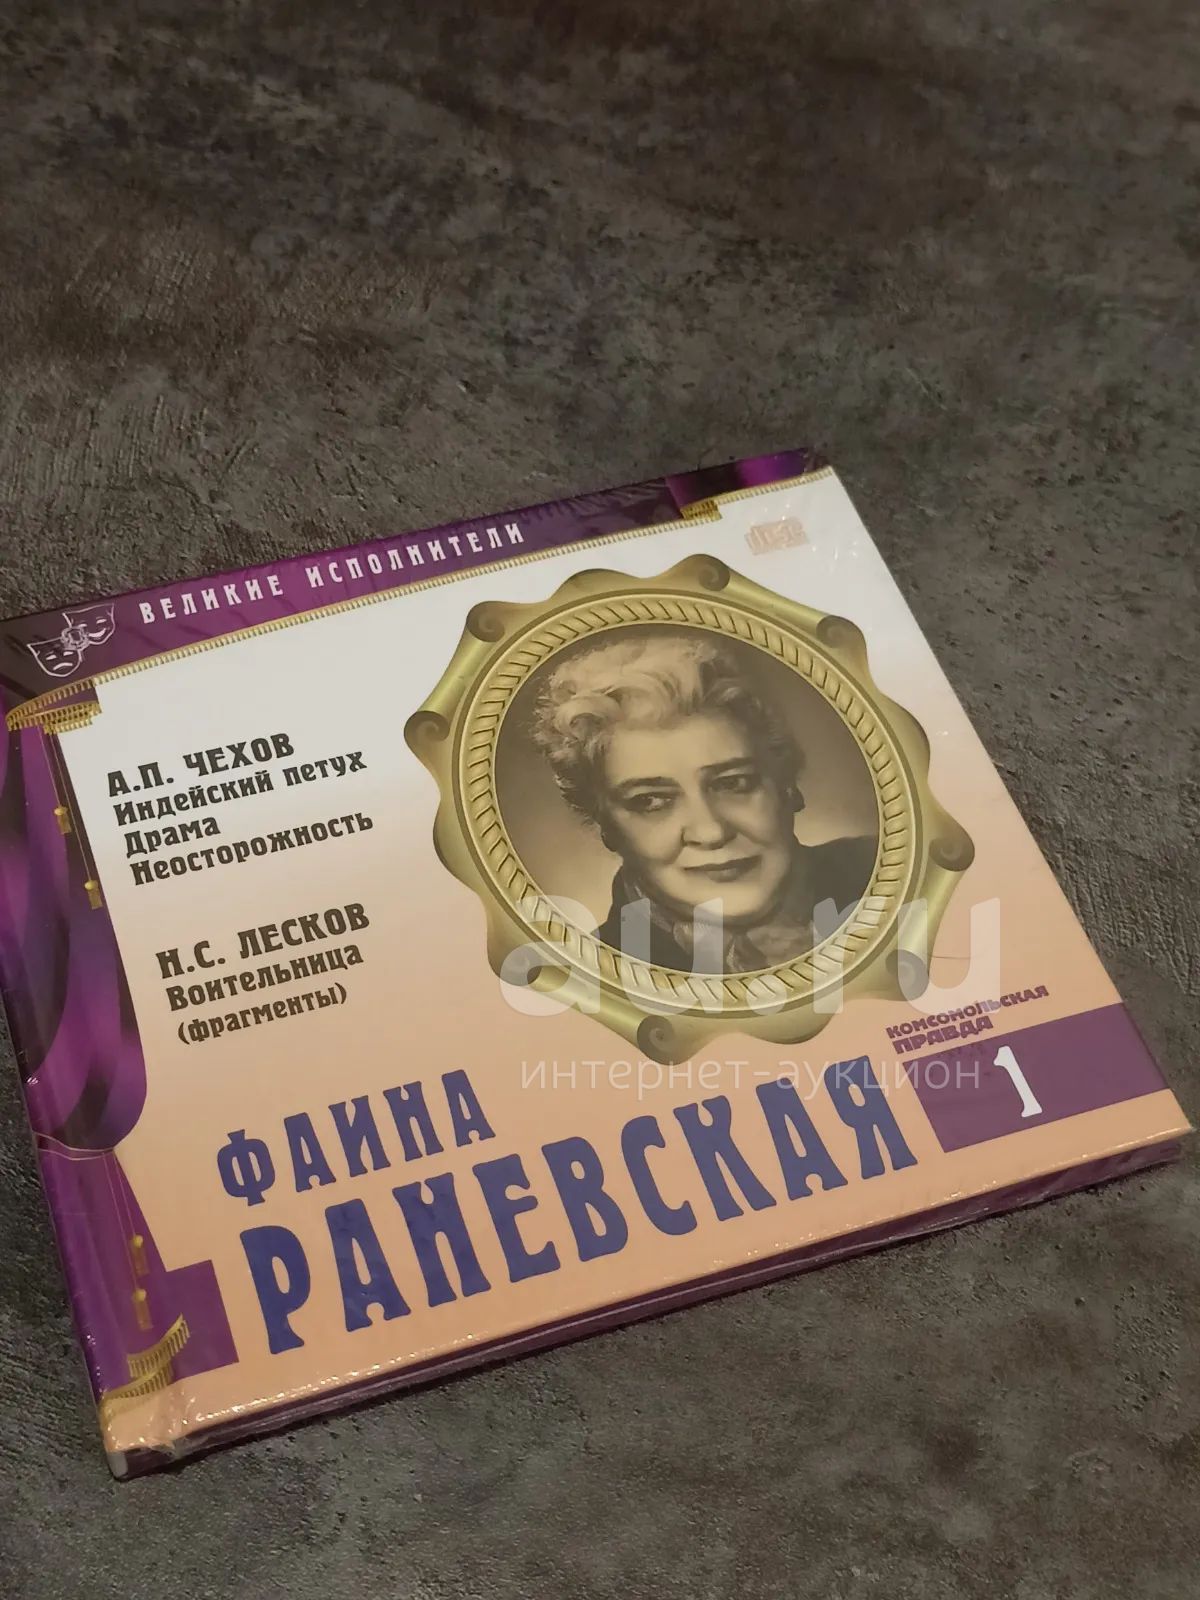 ВЕЛИКИЕ ИСПОЛНИТЕЛИ
disc
А.П. ЧЕХОВ
Индейский петух
Драма
Неосторожность
Н.С. ЛЕСКОВ
Воительница
(фрагменты)
au.ru
интернет-аукцион
КОМСОМОЛЬСКАЯ
ПРАВДА
1
ФАИНА
РАНЕВСКАЯ